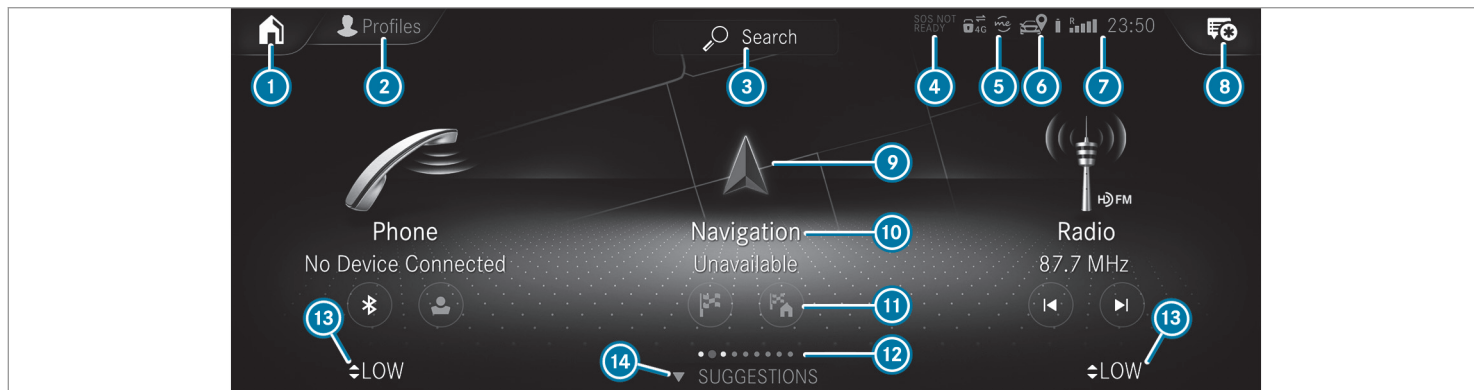 Profiles
Search
SOS NOT
READY
4G
me
R
23:50
1
2
3
4
5
6
7
8
9
HD FM
Phone
Navigation
10
Radio
No Device Connected
Unavailable
87.7 MHz
11
13
13
12
14
LOW
SUGGESTIONS
LOW